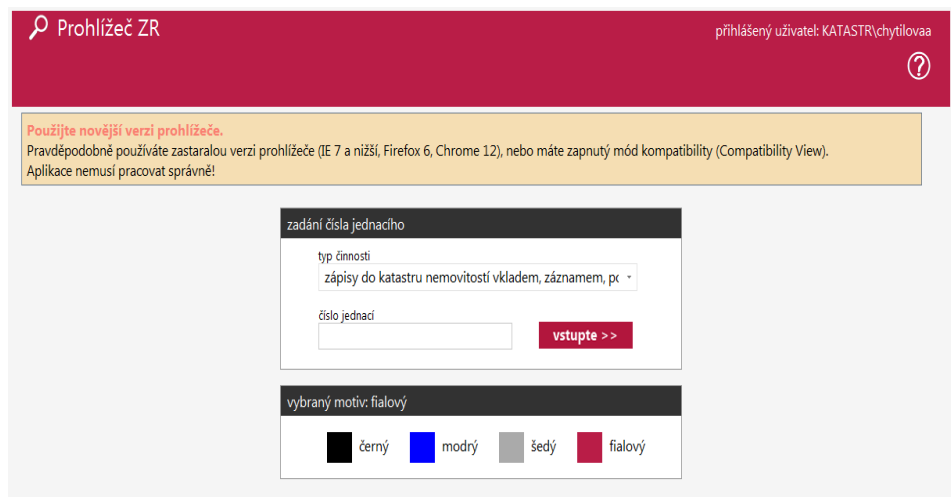 Prohlížeč ZR
přihlášený uživatel: KATASTR\chytilovaa
?
Použijte novější verzi prohlížeče.
Pravděpodobně používáte zastaralou verzi prohlížeče (IE 7 a nižší, Firefox 6, Chrome 12), nebo máte zapnutý mód kompatibility (Compatibility View).
Aplikace nemusí pracovat správně!
zadání čísla jednacího
typ činnosti
zápisy do katastru nemovitostí vkladem, záznamem, po
číslo jednací
vstupte >>
vybraný motiv: fialový
černý modrý šedý fialový